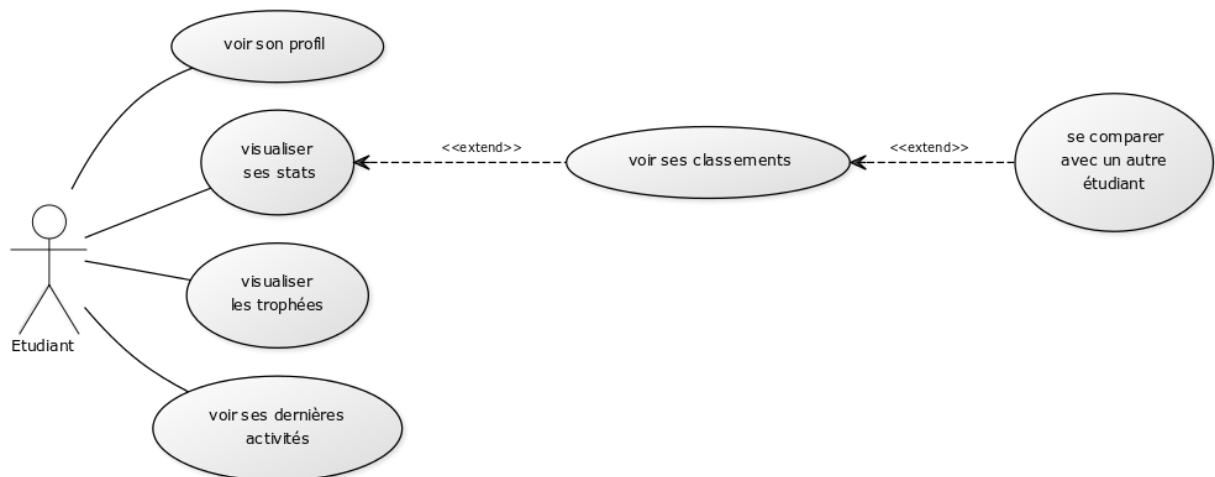 voir son profil
visualiser
ses stats
<<extend>>
voir ses classements
<<extend>>
se comparer
avec un autre
étudiant
visualiser
les trophées
Etudiant
voir ses dernières
activités